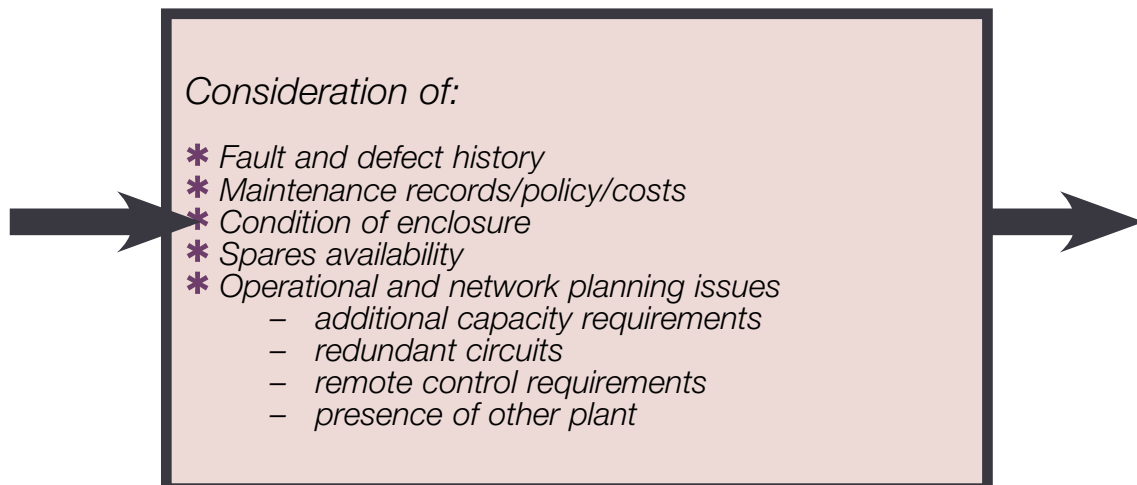 Consideration of:
✱ Fault and defect history
✱ Maintenance records/policy/costs
✱ Condition of enclosure
✱ Spares availability
✱ Operational and network planning issues
– additional capacity requirements
– redundant circuits
– remote control requirements
– presence of other plant